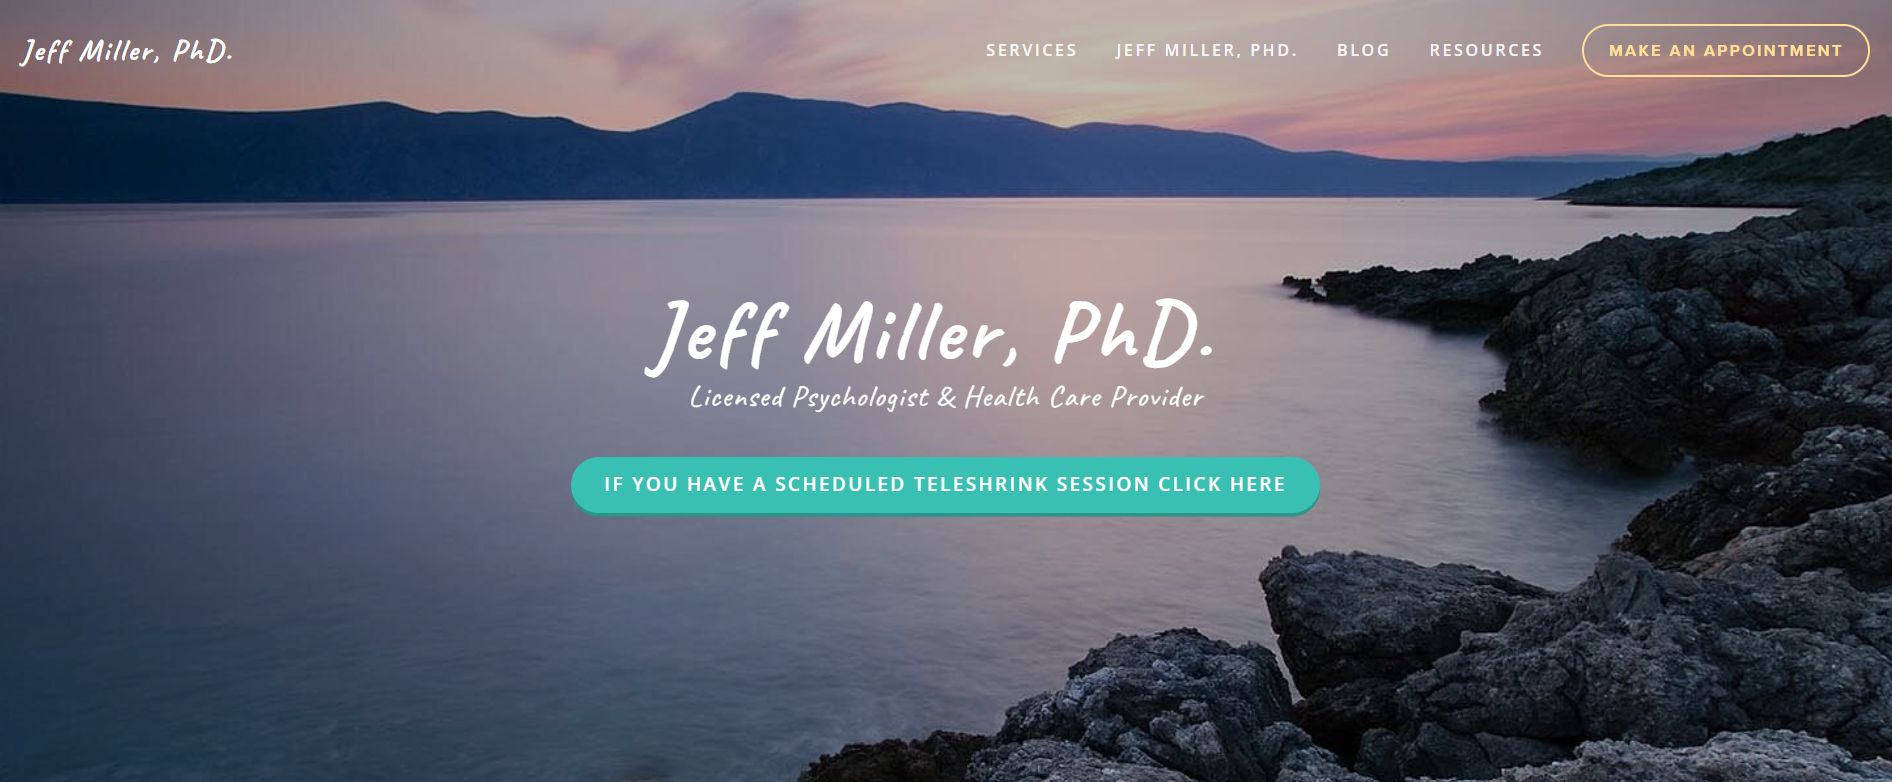 Jeff Miller, PhD.
SERVICES
JEFF MILLER, PHD.
BLOG
RESOURCES
MAKE AN APPOINTMENT
Jeff Miller, PhD.
Licensed Psychologist & Health Care Provider
IF YOU HAVE A SCHEDULED TELESHRINK SESSION CLICK HERE